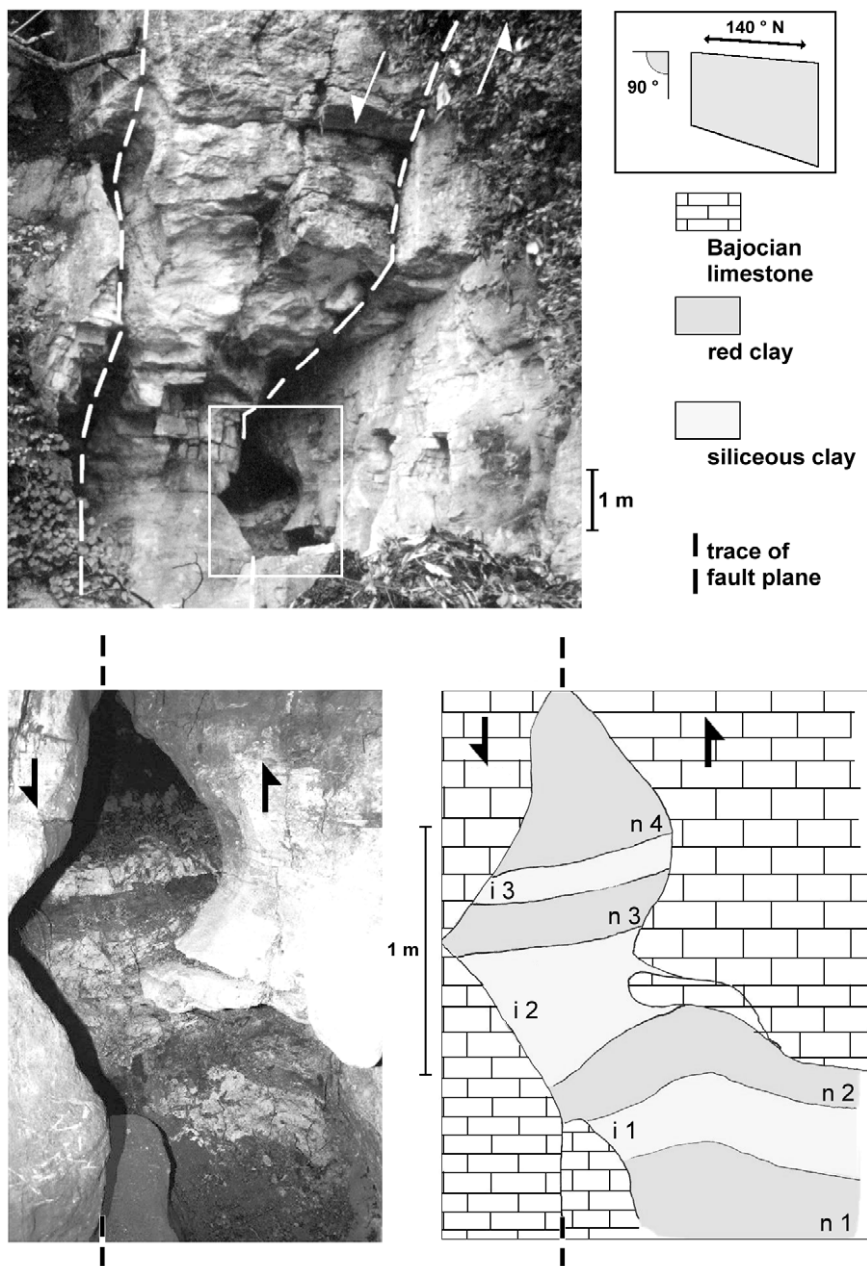 140 ° N
90 °
Bajocian
limestone
red clay
siliceous clay
1 m
trace of
fault plane
n 4
i 3
n 3
1 m
i 2
n 2
i 1
n 1